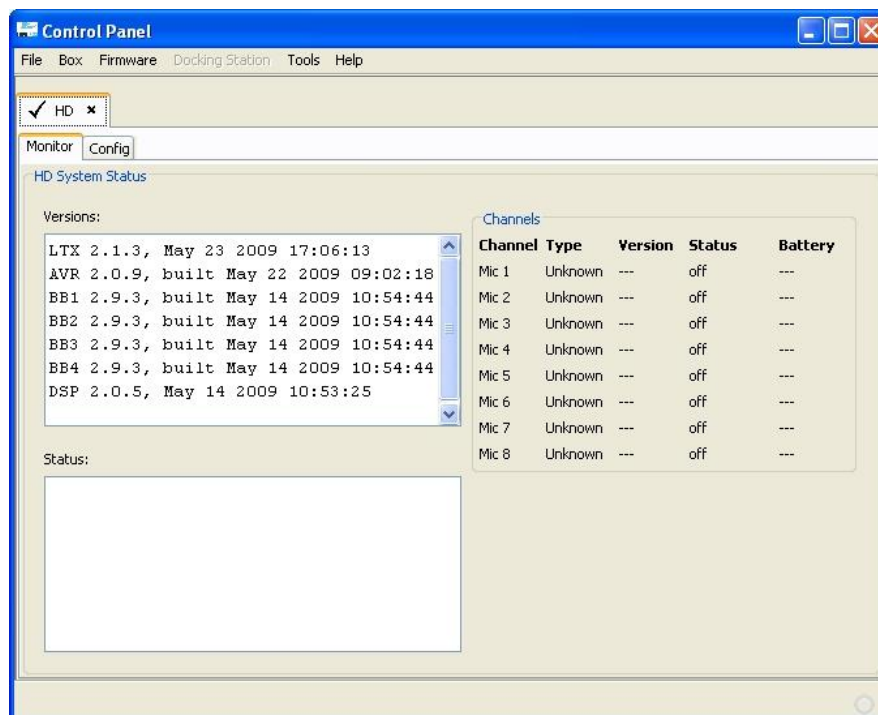 Control Panel
File Box Firmware Docking Station Tools Help
HD
Monitor Config
HD System Status
Versions:
LTX 2.1.3, May 23 2009 17:06:13
AVR 2.0.9, built May 22 2009 09:02:18
BB1 2.9.3, built May 14 2009 10:54:44
BB2 2.9.3, built May 14 2009 10:54:44
BB3 2.9.3, built May 14 2009 10:54:44
BB4 2.9.3, built May 14 2009 10:54:44
DSP 2.0.5, May 14 2009 10:53:25
Status:
Channels
Channel Type Version Status Battery
Mic 1 Unknown --- off ---
Mic 2 Unknown --- off ---
Mic 3 Unknown --- off ---
Mic 4 Unknown --- off ---
Mic 5 Unknown --- off ---
Mic 6 Unknown --- off ---
Mic 7 Unknown --- off ---
Mic 8 Unknown --- off ---